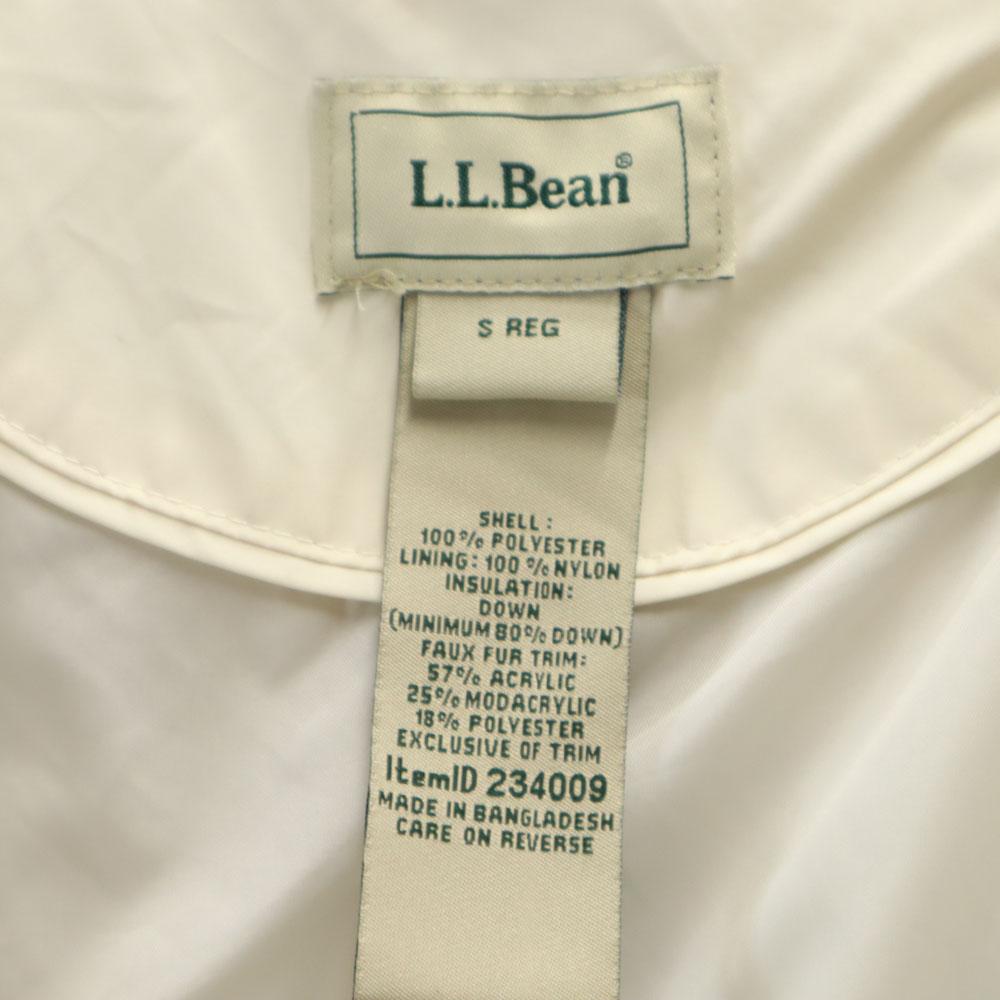 L.L.Bean®
S REG
SHELL:
100% POLYESTER
LINING: 100% NYLON
INSULATION:
DOWN
(MINIMUM 80% DOWN)
FAUX FUR TRIM:
57% ACRYLIC
25% MODACRYLIC
18% POLYESTER
EXCLUSIVE OF TRIM
ItemID 234009
MADE IN BANGLADESH
CARE ON REVERSE